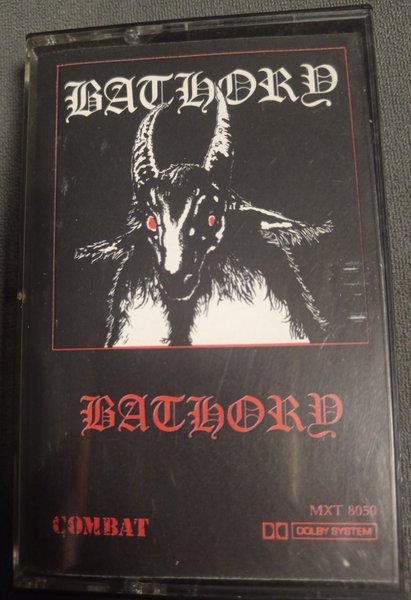 BATHORY
BATHORY
MXT 8050
COMBAT
DOLBY SYSTEM